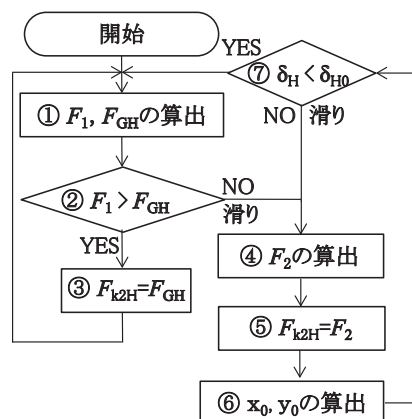 開始
YES
⑦ δH < δH0
① F1, FGHの算出
NO 滑り
② F1 > FGH
NO
滑り
YES
④ F2の算出
③ Fk2H=FGH
⑤ Fk2H=F2
⑥ x0, y0の算出